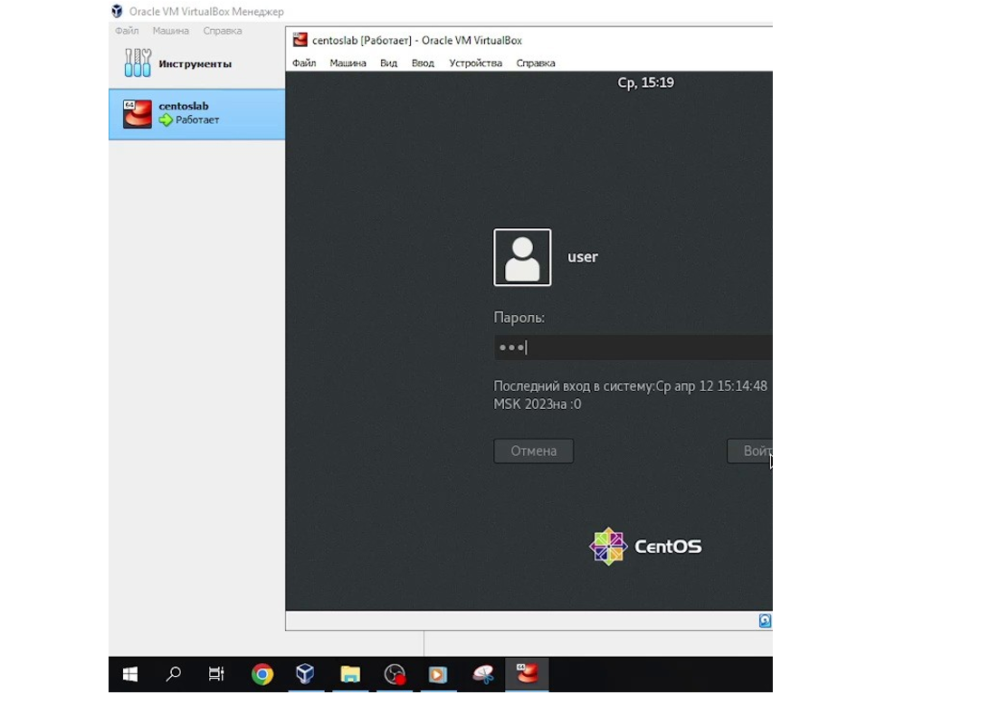 Oracle VM VirtualBox Менеджер
Файл Машина Справка
Инструменты
64
centoslab
Работает
centoslab [Работает] - Oracle VM VirtualBox
Файл Машина Вид Ввод Устройства Справка
Ср, 15:19
user
Пароль:
Последний вход в систему:Ср апр 12 15:14:48
MSK 2023на :0
Отмена
Войт
CentOS